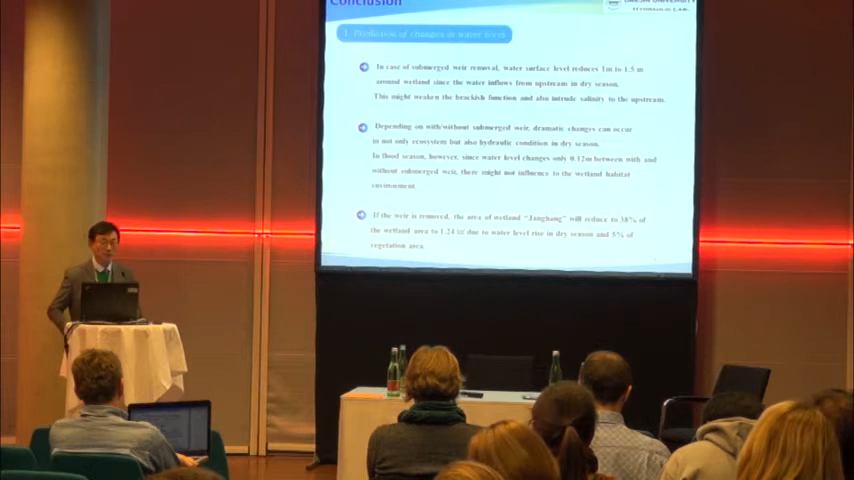 Conclusion
UNIVERSITY
1. Prediction of changes in water level
In case of submerged weir removal, water surface level reduces 1m to 1.5 m
around wetland since the water inflows from upstream in dry season.
This might weaken the brackish function and also intrude salinity to the upstream.
Depending on with/without submerged weir, dramatic changes can occur
in not only ecosystem but also hydraulic condition in dry season.
In flood season, however, since water level changes only 0.12m between with and
without submerged weir, there might not influence to the wetland habitat
environment.
If the weir is removed, the area of wetland "Janghang" will reduce to 38% of
the wetland area to 1.24 ㎢ due to water level rise in dry season and 5% of
vegetation area.